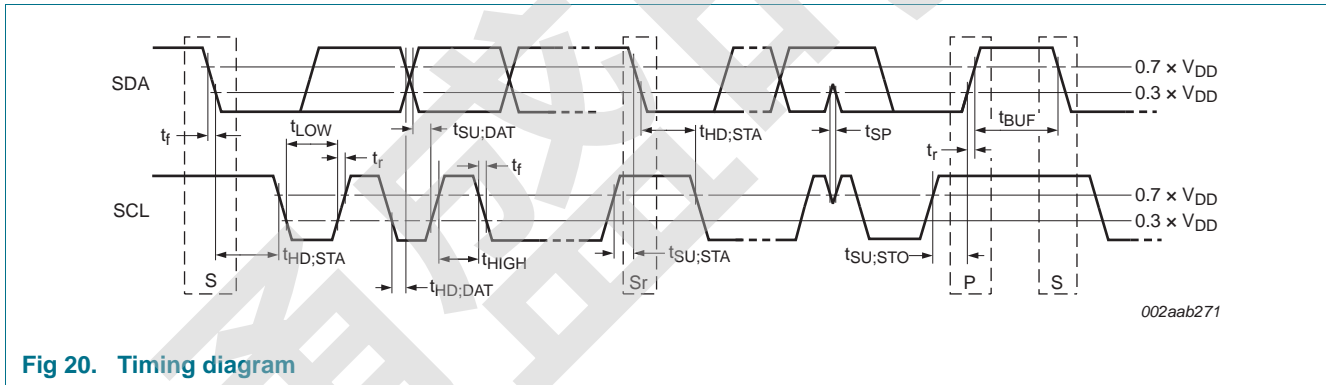 SDA
0.7 × VDD
0.3 × VDD
tf
tLOW
tr
tSU;DAT
tf
tHD;STA
tSP
tr
tBUF
SCL
0.7 × VDD
0.3 × VDD
S
tHD;STA
tHD;DAT
tHIGH
Sr
tSU;STA
tSU;STO
P
S
002aab271
Fig 20. Timing diagram